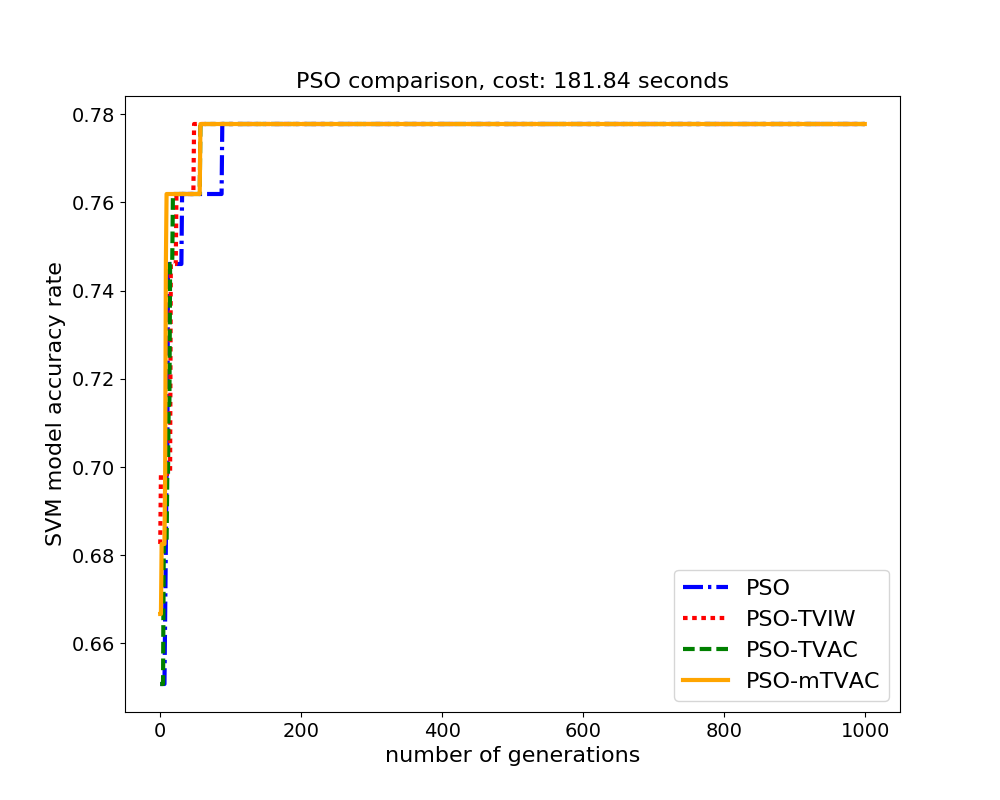 PSO comparison, cost: 181.84 seconds
SVM model accuracy rate
0.78
0.76
0.74
0.72
0.70
0.68
0.66
0 200 400 600 800 1000
number of generations
PSO
PSO-TVIW
PSO-TVAC
PSO-mTVAC